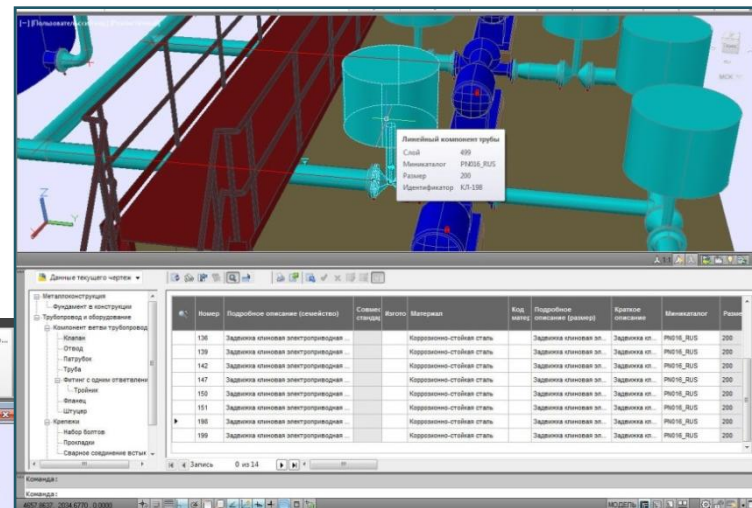 Линейный компонент трубы
Слой 499
Миникаталог PN016_RUS
Размер 200
Идентификатор КЛ-198
Данные текущего чертеж
Металлоконструкция
Фундамент в конструкции
Трубопровод и оборудование
Компонент ветви трубопровод
Клапан
Отвод
Патрубок
Труба
Фитинг с одним ответвлени
Тройник
Фланец
Штуцер
Крепежи
Набор болтов
Прокладки
Сварное соединение встык
Номер Подробное описание (семейство) Материал Код Подробное описание (размер) Краткое описание Миникаталог
136 Задвижка клиновая электроприводная ... Коррозионно-стойкая сталь Задвижка клиновая эл... Задвижка кл... PN016_RUS 200
139 Задвижка клиновая электроприводная ... Коррозионно-стойкая сталь Задвижка клиновая эл... Задвижка кл... PN016_RUS 200
142 Задвижка клиновая электроприводная ... Коррозионно-стойкая сталь Задвижка клиновая эл... Задвижка кл... PN016_RUS 200
147 Задвижка клиновая электроприводная ... Коррозионно-стойкая сталь Задвижка клиновая эл... Задвижка кл... PN016_RUS 200
150 Задвижка клиновая электроприводная ... Коррозионно-стойкая сталь Задвижка клиновая эл... Задвижка кл... PN016_RUS 200
151 Задвижка клиновая электроприводная ... Коррозионно-стойкая сталь Задвижка клиновая эл... Задвижка кл... PN016_RUS 200
198 Задвижка клиновая электроприводная ... Коррозионно-стойкая сталь Задвижка клиновая эл... Задвижка кл... PN016_RUS 200
199 Задвижка клиновая электроприводная ... Коррозионно-стойкая сталь Задвижка клиновая эл... Задвижка кл... PN016_RUS 200
Запись 0 из 14
Команда:
Команда:
МОДЕЛЬ